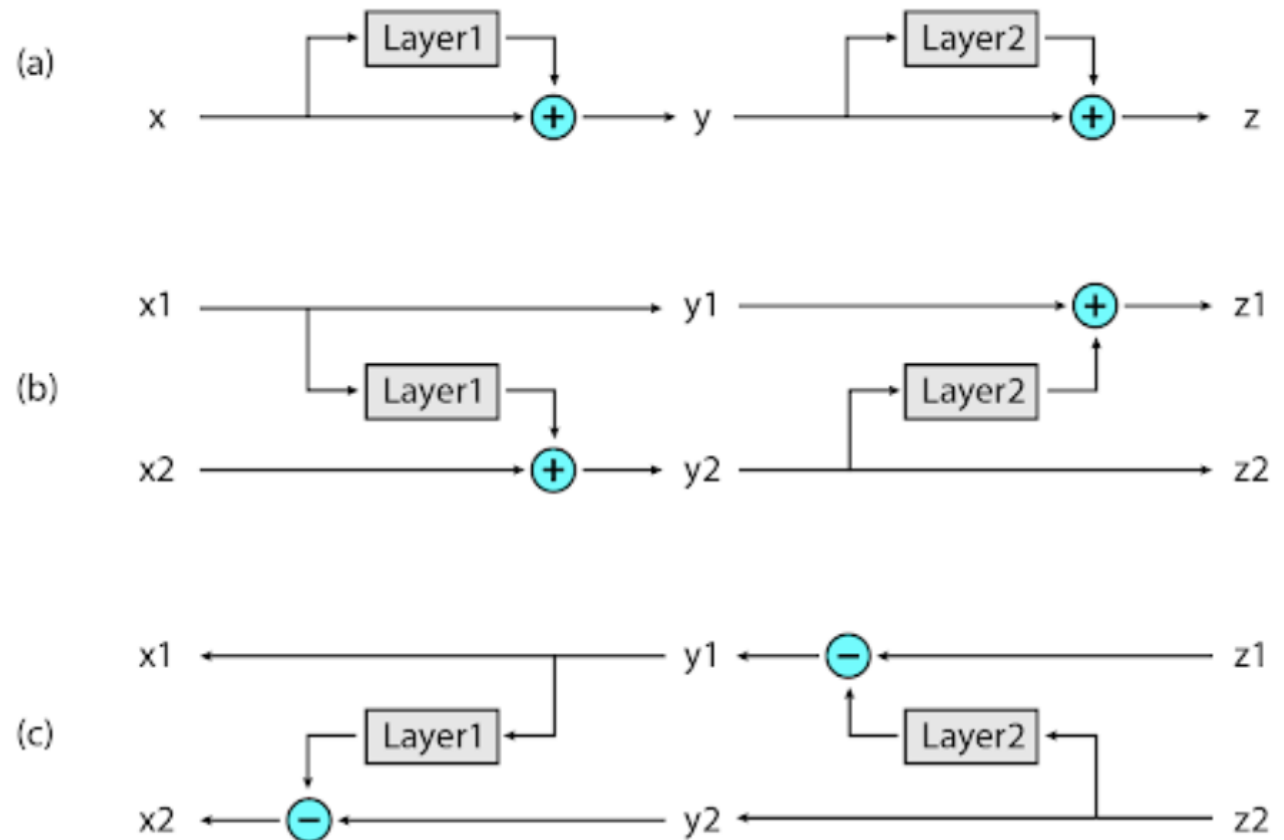 (a)
Layer1
Layer2
x + y + z
x1 y1 + z1
(b)
Layer1
Layer2
x2 + y2 z2
x1 y1 − z1
(c)
Layer1
Layer2
x2 − y2 z2